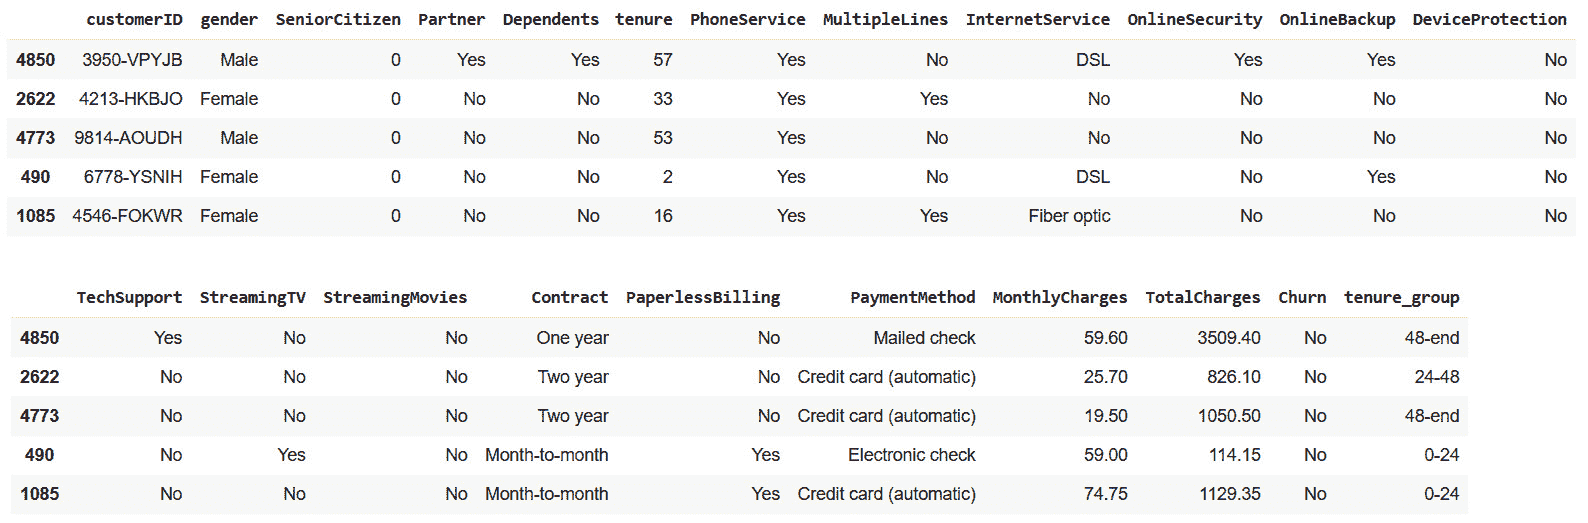 customerID gender SeniorCitizen Partner Dependents tenure PhoneService MultipleLines InternetService OnlineSecurity OnlineBackup DeviceProtection
4850 3950-VPYJB Male 0 Yes Yes 57 Yes No DSL Yes Yes No
2622 4213-HKBJO Female 0 No No 33 Yes Yes No No No No
4773 9814-AOUDH Male 0 No No 53 Yes No No No No No
490 6778-YSNIH Female 0 No No 2 Yes No DSL No Yes No
1085 4546-FOKWR Female 0 No No 16 Yes Yes Fiber optic No No No
TechSupport StreamingTV StreamingMovies Contract PaperlessBilling PaymentMethod MonthlyCharges TotalCharges Churn tenure_group
4850 Yes No No One year No Mailed check 59.60 3509.40 No 48-end
2622 No No No Two year No Credit card (automatic) 25.70 826.10 No 24-48
4773 No No No Two year No Credit card (automatic) 19.50 1050.50 No 48-end
490 No Yes No Month-to-month Yes Electronic check 59.00 114.15 No 0-24
1085 No No No Month-to-month Yes Credit card (automatic) 74.75 1129.35 No 0-24